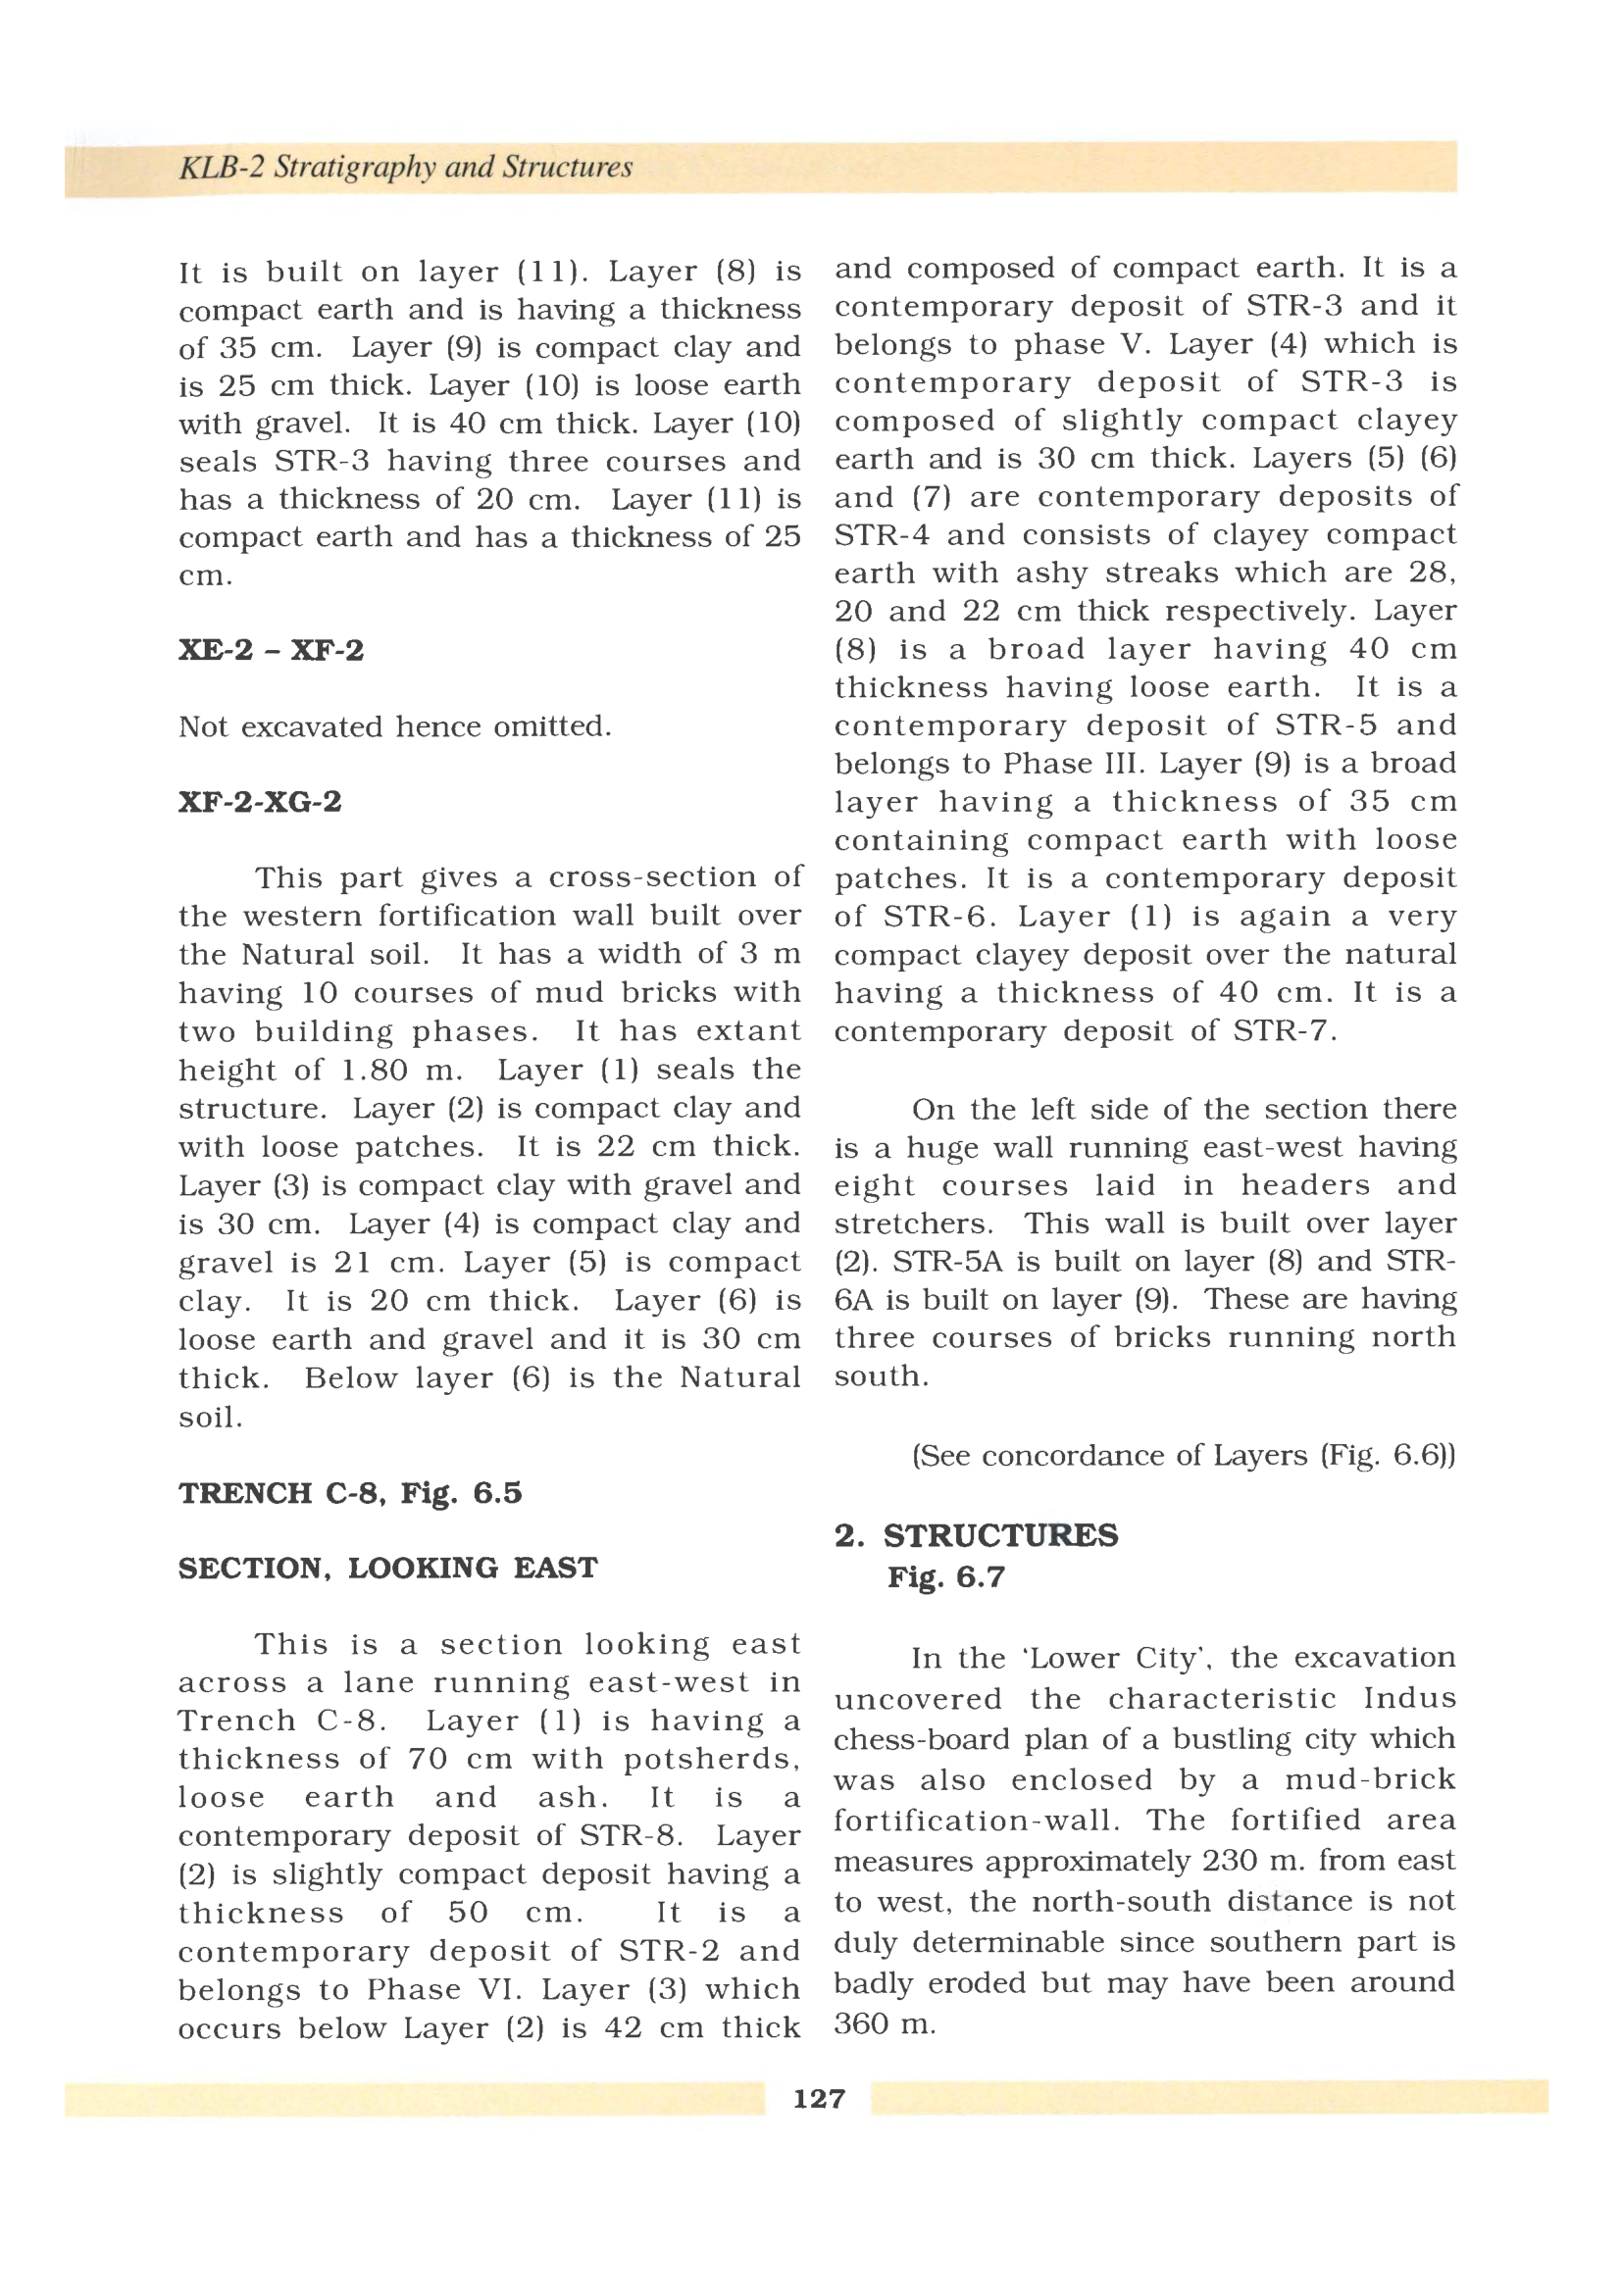 KLB-2 Stratigraphy and Structures
It is built on layer (11). Layer (8) is
compact earth and is having a thickness
of 35 cm. Layer (9) is compact clay and
is 25 cm thick. Layer (10) is loose earth
with gravel. It is 40 cm thick. Layer (10)
seals STR-3 having three courses and
has a thickness of 20 cm. Layer (11) is
compact earth and has a thickness of 25
cm.
XE-2 – XF-2
Not excavated hence omitted.
XF-2-XG-2
This part gives a cross-section of
the western fortification wall built over
the Natural soil. It has a width of 3 m
having 10 courses of mud bricks with
two building phases. It has extant
height of 1.80 m. Layer (1) seals the
structure. Layer (2) is compact clay and
with loose patches. It is 22 cm thick.
Layer (3) is compact clay with gravel and
is 30 cm. Layer (4) is compact clay and
gravel is 21 cm. Layer (5) is compact
clay. It is 20 cm thick. Layer (6) is
loose earth and gravel and it is 30 cm
thick. Below layer (6) is the Natural
soil.
TRENCH C-8, Fig. 6.5
SECTION, LOOKING EAST
This is a section looking east
across a lane running east-west in
Trench C-8. Layer (1) is having a
thickness of 70 cm with potsherds,
loose earth and ash. It is a
contemporary deposit of STR-8. Layer
(2) is slightly compact deposit having a
thickness of 50 cm. It is a
contemporary deposit of STR-2 and
belongs to Phase VI. Layer (3) which
occurs below Layer (2) is 42 cm thick
and composed of compact earth. It is a
contemporary deposit of STR-3 and it
belongs to phase V. Layer (4) which is
contemporary deposit of STR-3 is
composed of slightly compact clayey
earth and is 30 cm thick. Layers (5) (6)
and (7) are contemporary deposits of
STR-4 and consists of clayey compact
earth with ashy streaks which are 28,
20 and 22 cm thick respectively. Layer
(8) is a broad layer having 40 cm
thickness having loose earth. It is a
contemporary deposit of STR-5 and
belongs to Phase III. Layer (9) is a broad
layer having a thickness of 35 cm
containing compact earth with loose
patches. It is a contemporary deposit
of STR-6. Layer (1) is again a very
compact clayey deposit over the natural
having a thickness of 40 cm. It is a
contemporary deposit of STR-7.
On the left side of the section there
is a huge wall running east-west having
eight courses laid in headers and
stretchers. This wall is built over layer
(2). STR-5A is built on layer (8) and STR-
6A is built on layer (9). These are having
three courses of bricks running north
south.
(See concordance of Layers (Fig. 6.6))
2. STRUCTURES
Fig. 6.7
In the ‘Lower City’, the excavation
uncovered the characteristic Indus
chess-board plan of a bustling city which
was also enclosed by a mud-brick
fortification-wall. The fortified area
measures approximately 230 m. from east
to west, the north-south distance is not
duly determinable since southern part is
badly eroded but may have been around
360 m.
127